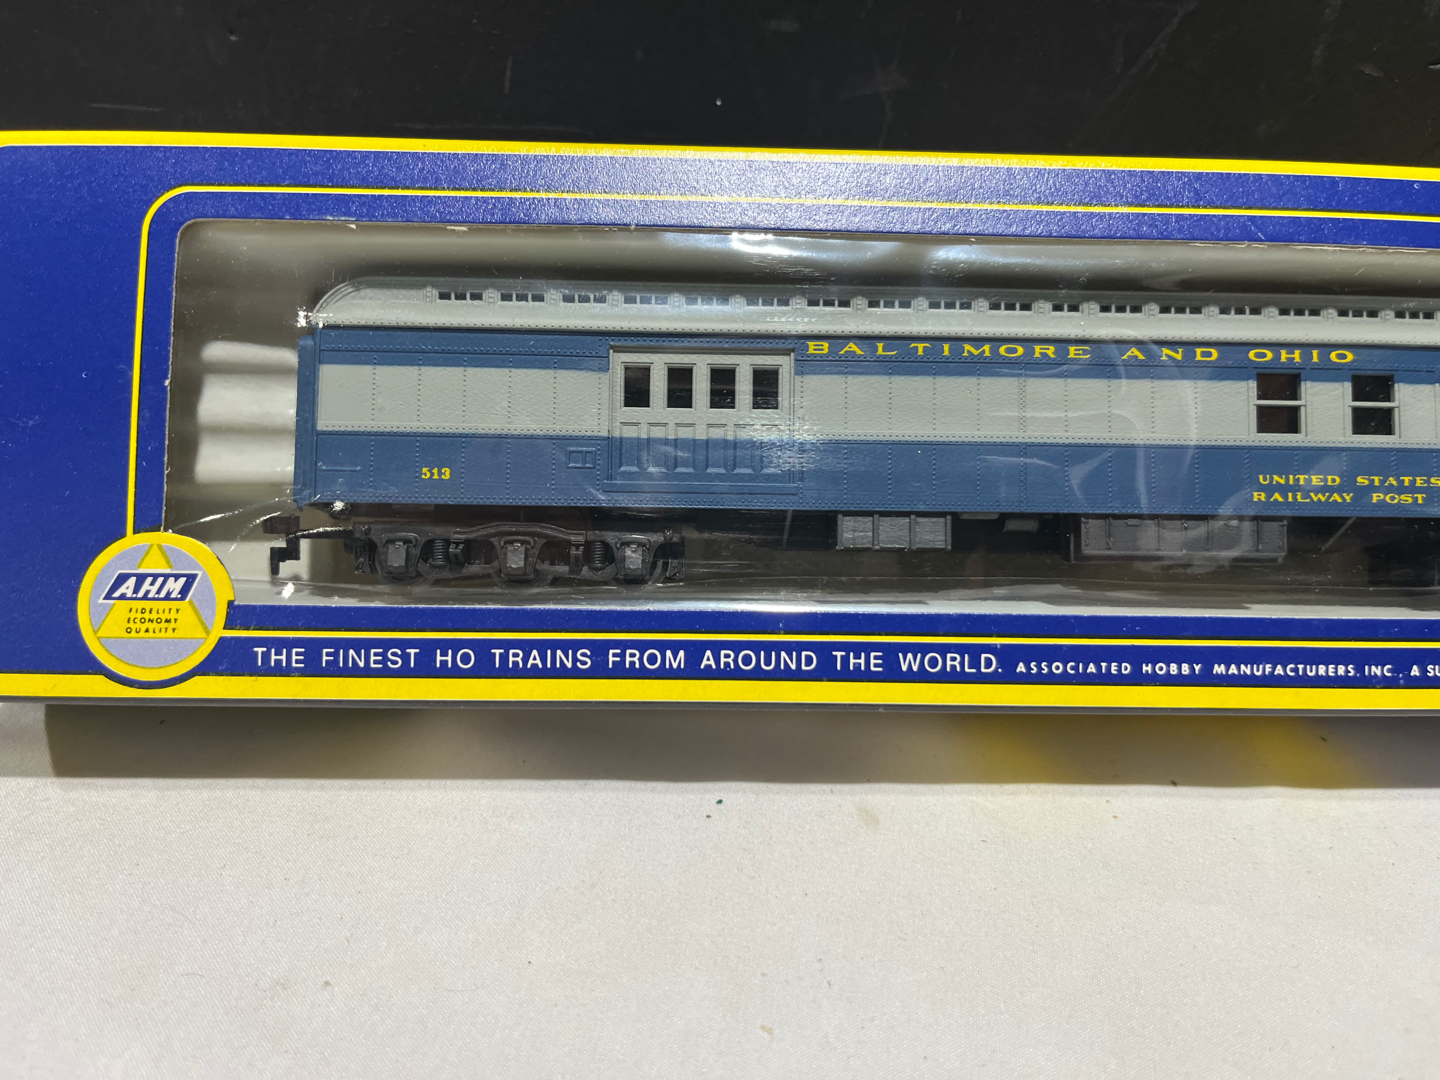 BALTIMORE AND OHIO
513
UNITED STATES
RAILWAY POST
A.H.M.
FIDELITY
ECONOMY
QUALITY
THE FINEST HO TRAINS FROM AROUND THE WORLD. ASSOCIATED HOBBY MANUFACTURERS, INC., A SU